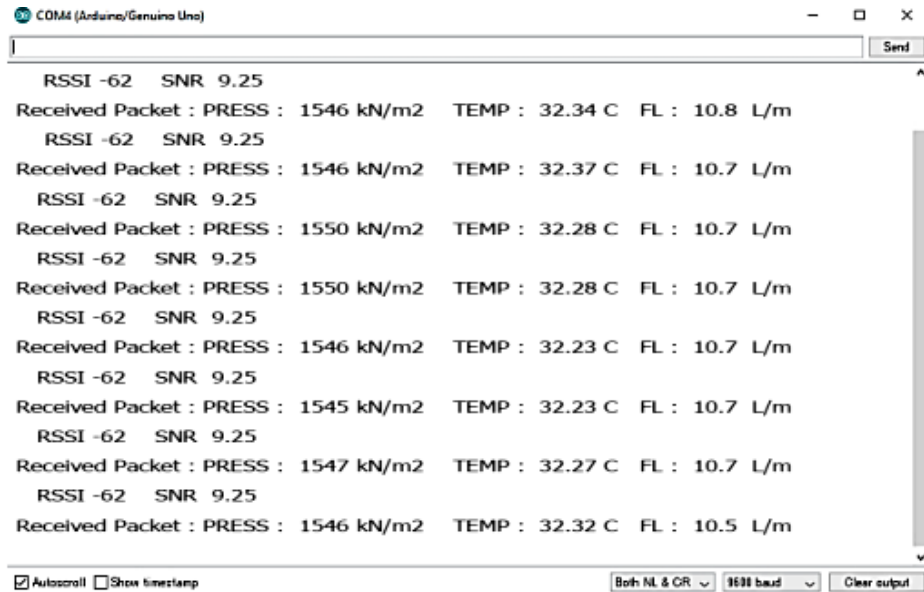 COM4 (Arduino/Genuino Uno)
Send
RSSI -62 SNR 9.25
Received Packet : PRESS : 1546 kN/m2 TEMP : 32.34 C FL : 10.8 L/m
RSSI -62 SNR 9.25
Received Packet : PRESS : 1546 kN/m2 TEMP : 32.37 C FL : 10.7 L/m
RSSI -62 SNR 9.25
Received Packet : PRESS : 1550 kN/m2 TEMP : 32.28 C FL : 10.7 L/m
RSSI -62 SNR 9.25
Received Packet : PRESS : 1550 kN/m2 TEMP : 32.28 C FL : 10.7 L/m
RSSI -62 SNR 9.25
Received Packet : PRESS : 1546 kN/m2 TEMP : 32.23 C FL : 10.7 L/m
RSSI -62 SNR 9.25
Received Packet : PRESS : 1545 kN/m2 TEMP : 32.23 C FL : 10.7 L/m
RSSI -62 SNR 9.25
Received Packet : PRESS : 1547 kN/m2 TEMP : 32.27 C FL : 10.7 L/m
RSSI -62 SNR 9.25
Received Packet : PRESS : 1546 kN/m2 TEMP : 32.32 C FL : 10.5 L/m
Autoscroll Show timestamp Both NL & CR 9600 baud Clear output